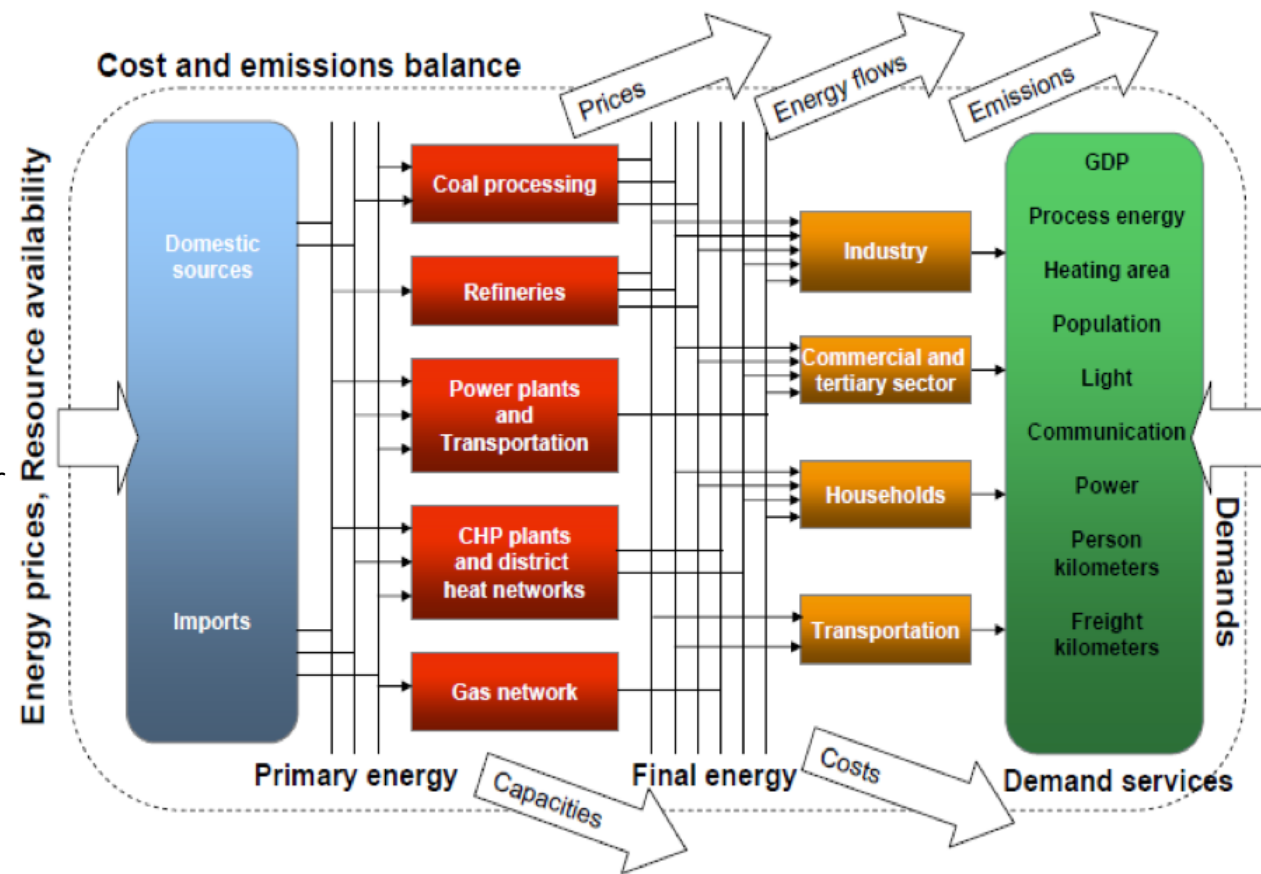 Cost and emissions balance
Prices
Energy flows
Emissions
Energy prices, Resource availability
Domestic
sources
Imports
Coal processing
Refineries
Power plants
and
Transportation
CHP plants
and district
heat networks
Gas network
Industry
Commercial and
tertiary sector
Households
Transportation
GDP
Process energy
Heating area
Population
Light
Communication
Power
Person
kilometers
Freight
kilometers
Demands
Primary energy
Final energy
Demand services
Capacities
Costs